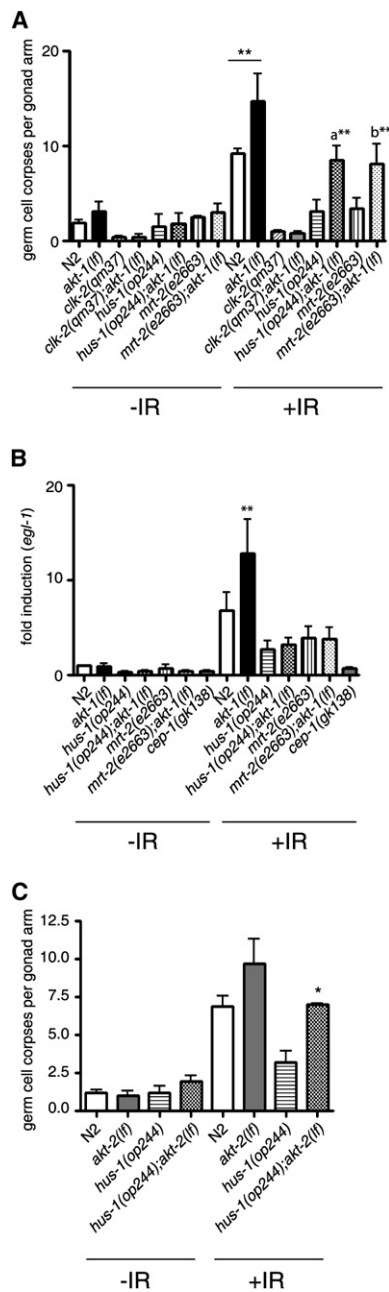 A
germ cell corpses per gonad arm
20
10
0
**
a**
b**
N2
akt-1(lf)
clk-2(qm37)
clk-2(qm37);akt-1(lf)
hus-1(op244)
hus-1(op244);akt-1(lf)
mrt-2(e2663)
mrt-2(e2663);akt-1(lf)
N2
akt-1(lf)
clk-2(qm37)
clk-2(qm37);akt-1(lf)
hus-1(op244)
hus-1(op244);akt-1(lf)
mrt-2(e2663)
mrt-2(e2663);akt-1(lf)
-IR
+IR
B
fold induction (egl-1)
20
10
0
**
N2
akt-1(lf)
hus-1(op244)
hus-1(op244);akt-1(lf)
mrt-2(e2663)
mrt-2(e2663);akt-1(lf)
cep-1(gk138)
N2
akt-1(lf)
hus-1(op244)
hus-1(op244);akt-1(lf)
mrt-2(e2663)
mrt-2(e2663);akt-1(lf)
cep-1(gk138)
-IR
+IR
C
germ cell corpses per gonad arm
12.5
10.0
7.5
5.0
2.5
0.0
*
N2
akt-2(lf)
hus-1(op244)
hus-1(op244);akt-2(lf)
N2
akt-2(lf)
hus-1(op244)
hus-1(op244);akt-2(lf)
-IR
+IR